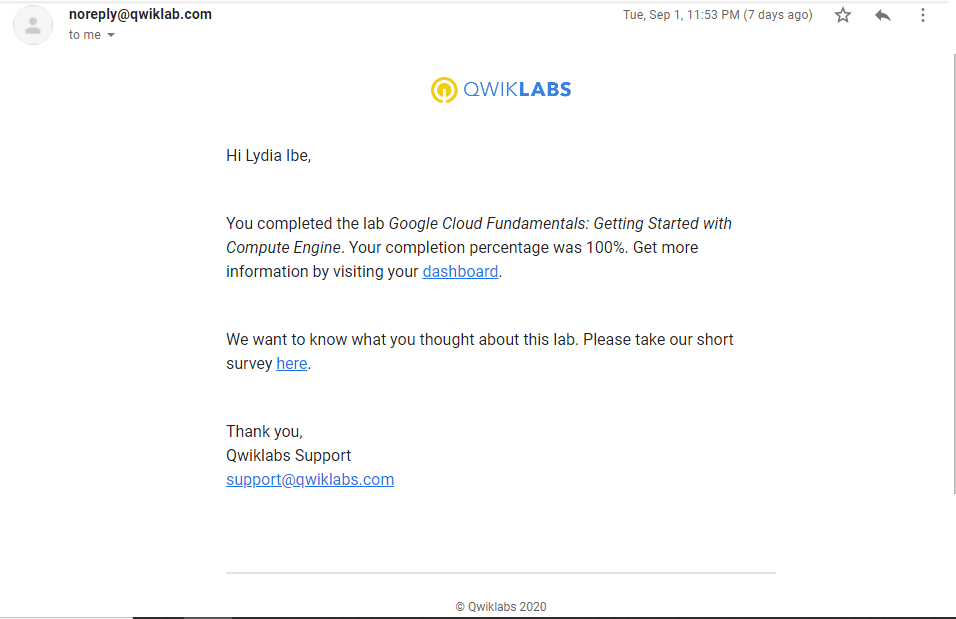 noreply@qwiklab.com
Tue, Sep 1, 11:53 PM (7 days ago)
to me
QWIKLABS
Hi Lydia Ibe,
You completed the lab Google Cloud Fundamentals: Getting Started with
Compute Engine. Your completion percentage was 100%. Get more
information by visiting your dashboard.
We want to know what you thought about this lab. Please take our short
survey here.
Thank you,
Qwiklabs Support
support@qwiklabs.com
© Qwiklabs 2020